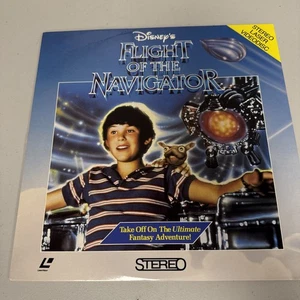 DISNEY'S
FLIGHT
OF THE
NAVIGATOR
STEREO
LASER
VIDEODISC
Take Off On The Ultimate
Fantasy Adventure!
STEREO